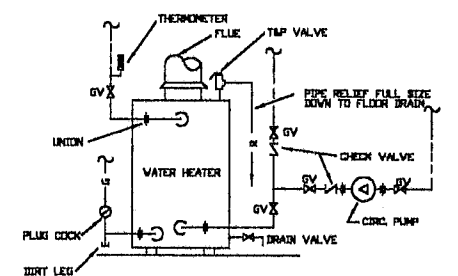 THERMOMETER
FLUE
T&P VALVE
GV
PIPE RELIEF FULL SIZE
DOWN TO FLOOR DRAIN
GV
UNION
CHECK VALVE
WATER HEATER
GV
GV
GV
CIRC. PUMP
PLUG COCK
DRAIN VALVE
DIRT LEG